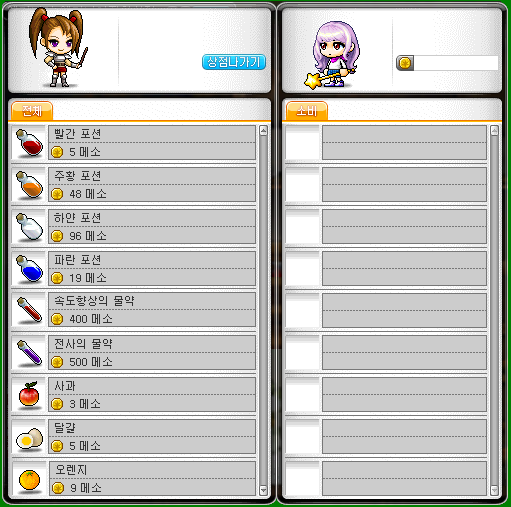 상점나가기
전체
빨간 포션
5 메소
주황 포션
48 메소
하얀 포션
96 메소
파란 포션
19 메소
속도향상의 물약
400 메소
전사의 물약
500 메소
사과
3 메소
달걀
5 메소
오렌지
9 메소
소비